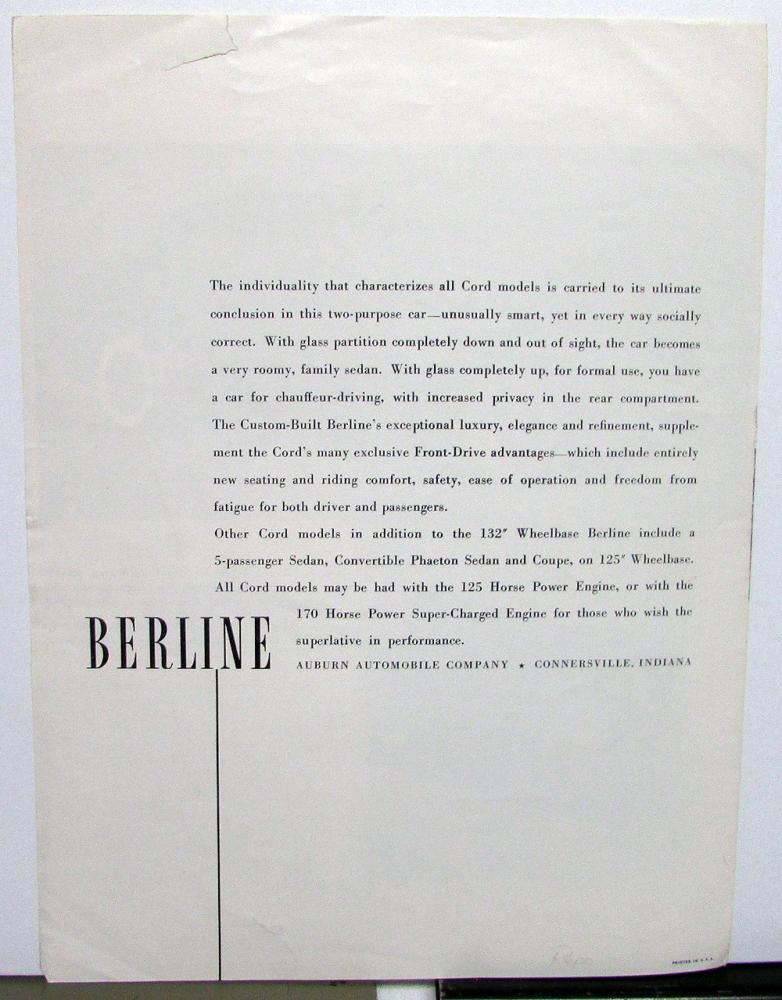 The individuality that characterizes all Cord models is carried to its ultimate
conclusion in this two-purpose car—unusually smart, yet in every way socially
correct. With glass partition completely down and out of sight, the car becomes
a very roomy, family sedan. With glass completely up, for formal use, you have
a car for chauffeur-driving, with increased privacy in the rear compartment.
The Custom-Built Berline's exceptional luxury, elegance and refinement, supple-
ment the Cord's many exclusive Front-Drive advantages—which include entirely
new seating and riding comfort, safety, ease of operation and freedom from
fatigue for both driver and passengers.
Other Cord models in addition to the 132″ Wheelbase Berline include a
5-passenger Sedan, Convertible Phaeton Sedan and Coupe, on 125″ Wheelbase.
All Cord models may be had with the 125 Horse Power Engine, or with the
170 Horse Power Super-Charged Engine for those who wish the
superlative in performance.
BERLINE
AUBURN AUTOMOBILE COMPANY ★ CONNERSVILLE, INDIANA
PRINTED IN U.S.A.